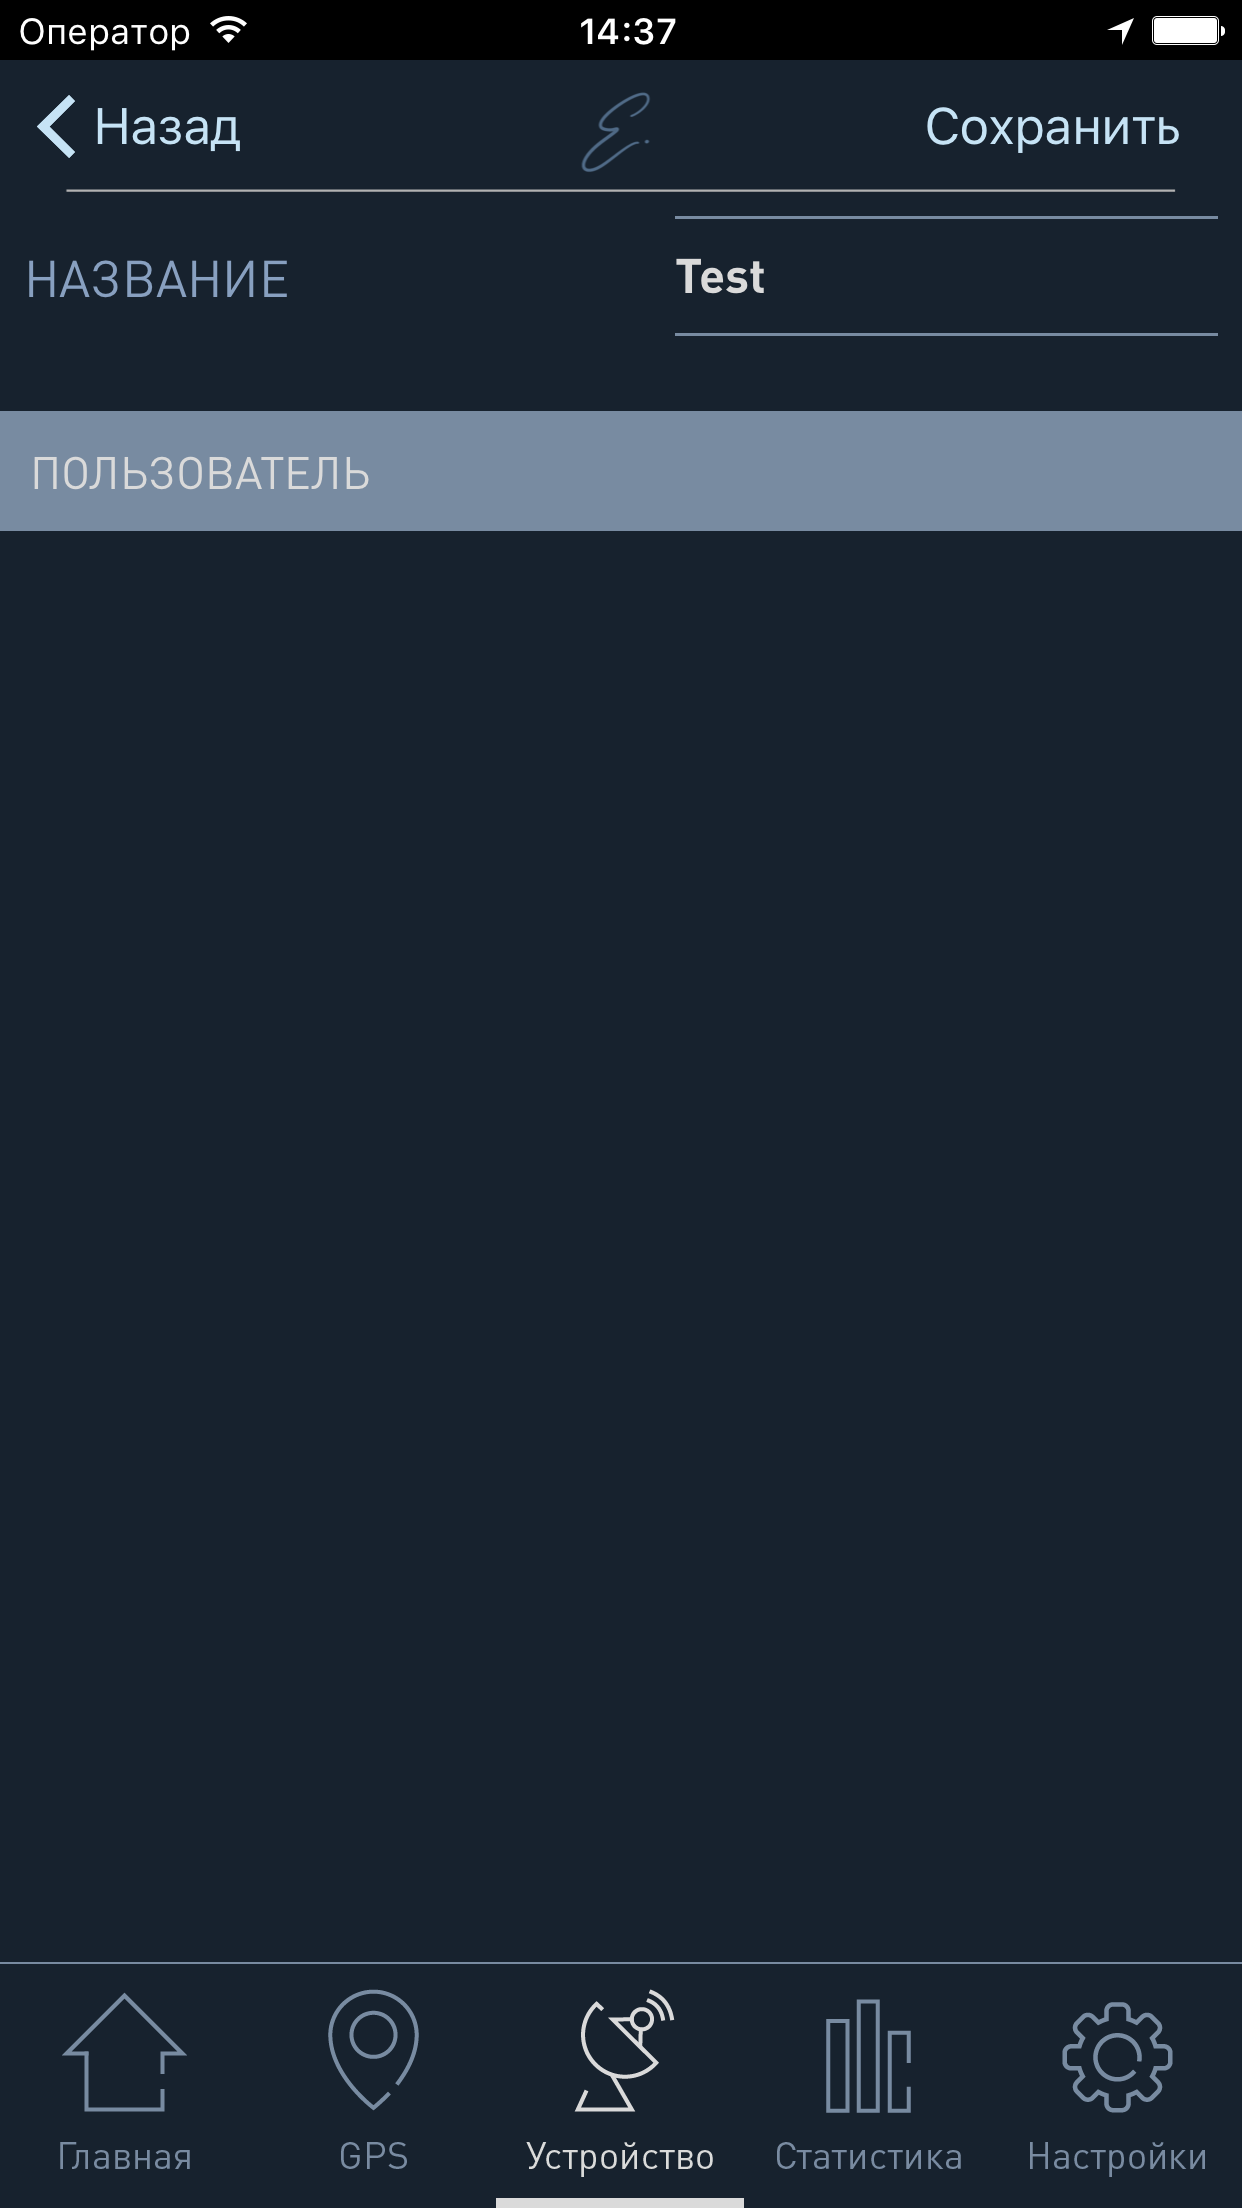 Оператор 14:37
Назад E. Сохранить
НАЗВАНИЕ Test
ПОЛЬЗОВАТЕЛЬ
Главная GPS Устройство Статистика Настройки